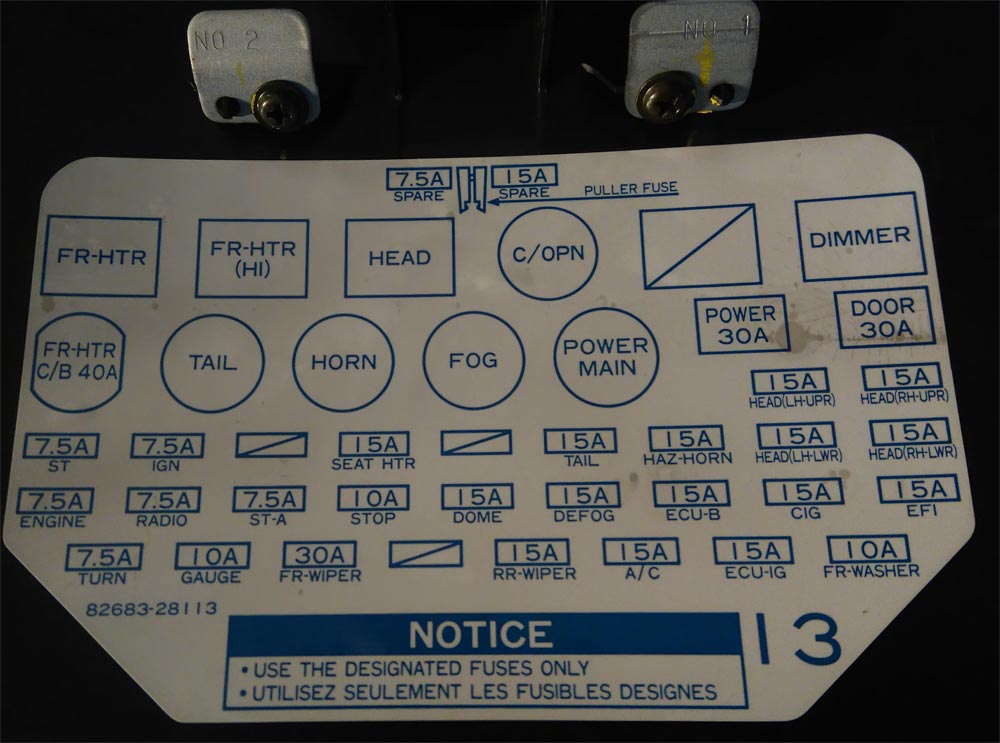 NO 2
NO. 1
7.5A 15A
SPARE SPARE
PULLER FUSE
FR-HTR
FR-HTR
(HI)
HEAD
C/OPN
DIMMER
FR-HTR
C/B 40A
TAIL
HORN
FOG
POWER
MAIN
POWER
30A
DOOR
30A
15A
HEAD(LH-UPR)
15A
HEAD(RH-UPR)
7.5A
ST
7.5A
IGN
15A
SEAT HTR
15A
TAIL
15A
HAZ-HORN
15A
HEAD(LH-LWR)
15A
HEAD(RH-LWR)
7.5A
ENGINE
7.5A
RADIO
7.5A
ST-A
10A
STOP
15A
DOME
15A
DEFOG
15A
ECU-B
15A
CIG
15A
EFI
7.5A
TURN
10A
GAUGE
30A
FR-WIPER
15A
RR-WIPER
15A
A/C
15A
ECU-IG
10A
FR-WASHER
82683-28113
NOTICE
• USE THE DESIGNATED FUSES ONLY
• UTILISEZ SEULEMENT LES FUSIBLES DESIGNES
13